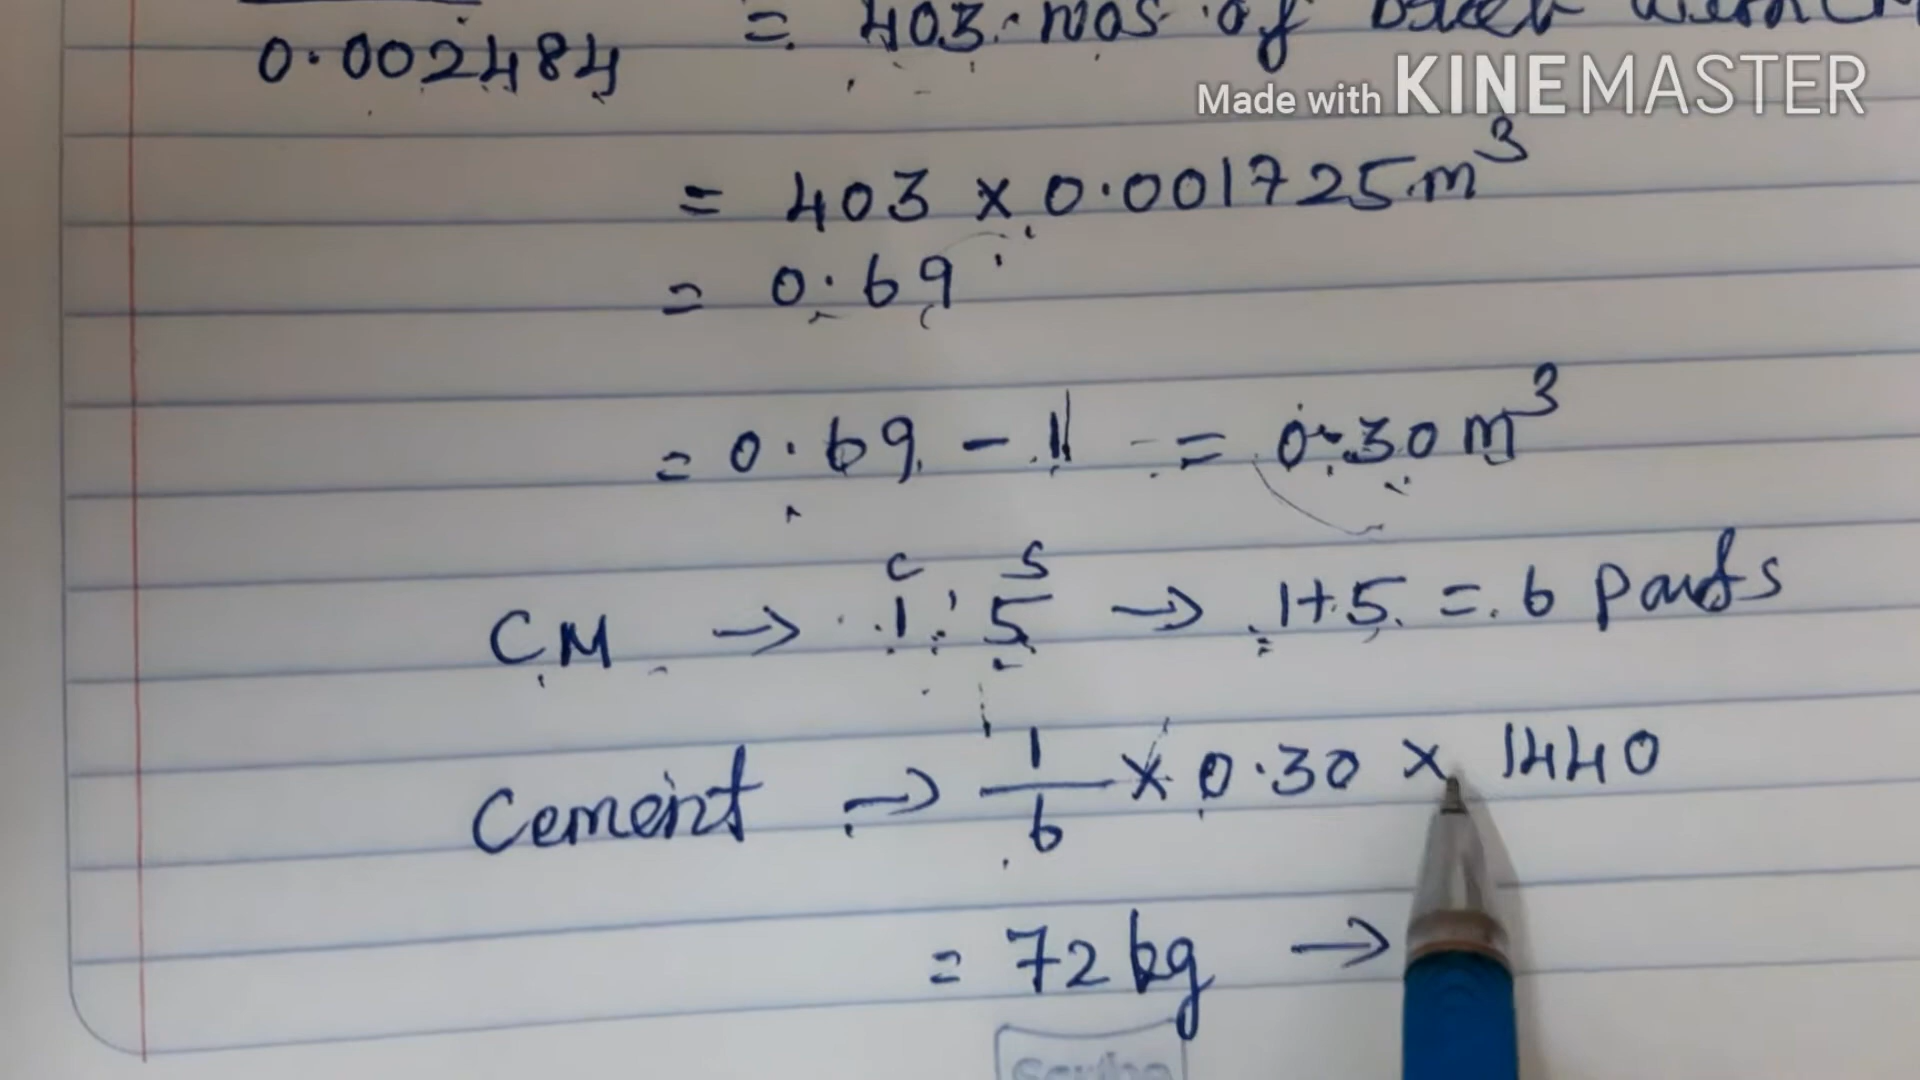 0.002484 = 403. nos. of
Made with KINEMASTER
= 403 × 0.001725 m³
= 0.69
= 0.69 - 1 = 0.30 m³
C S
CM → 1:5 → 1+5 = 6 parts
Cement → 1/6 × 0.30 × 1440
= 72 kg →